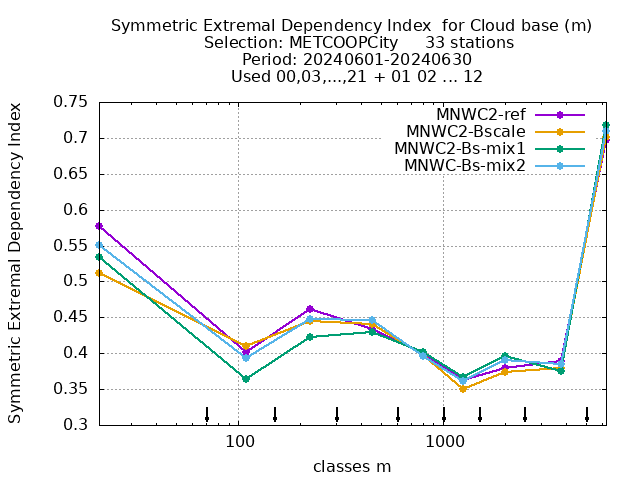 Symmetric Extremal Dependency Index  for Cloud base (m)
Selection: METCOOPCity     33 stations
Period: 20240601-20240630
Used 00,03,...,21 + 01 02 ... 12
Symmetric Extremal Dependency Index
0.75
0.7
0.65
0.6
0.55
0.5
0.45
0.4
0.35
0.3
MNWC2-ref
MNWC2-Bscale
MNWC2-Bs-mix1
MNWC-Bs-mix2
100
1000
classes m